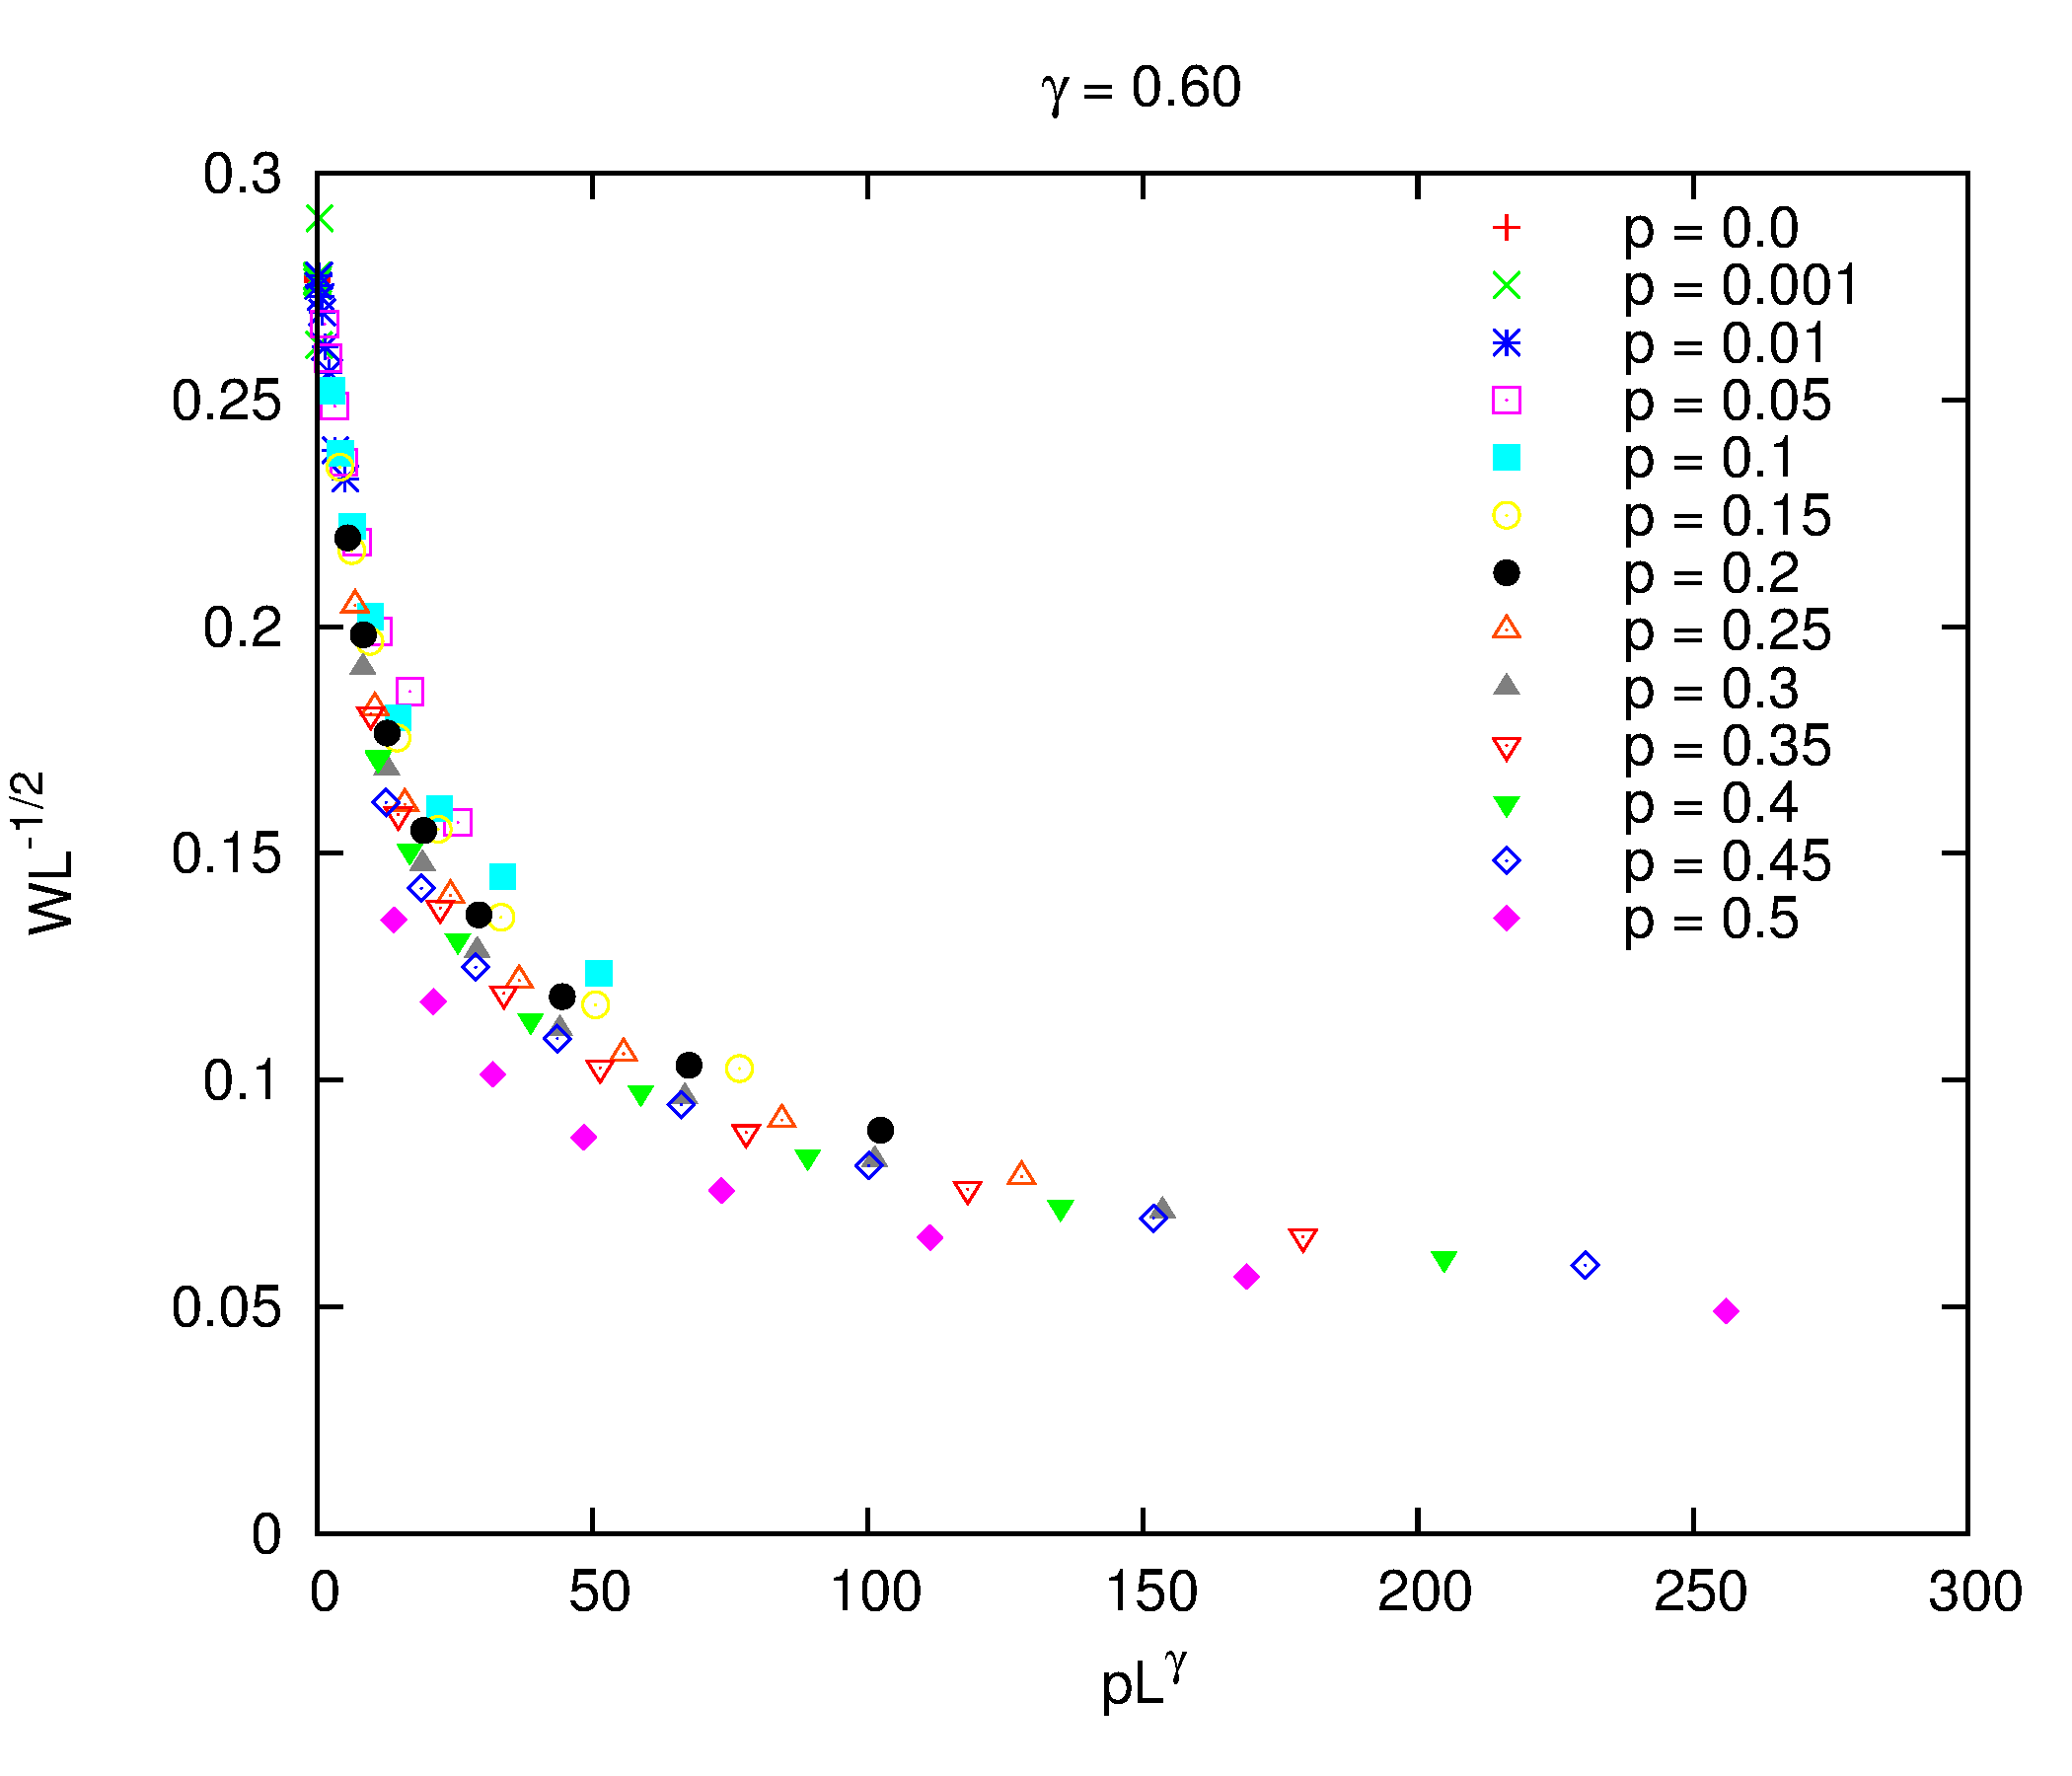 γ = 0.60
0.3
0.25
0.2
0.15
0.1
0.05
0
WL^-1/2
p = 0.0
p = 0.001
p = 0.01
p = 0.05
p = 0.1
p = 0.15
p = 0.2
p = 0.25
p = 0.3
p = 0.35
p = 0.4
p = 0.45
p = 0.5
0 50 100 150 200 250 300
pL^γ